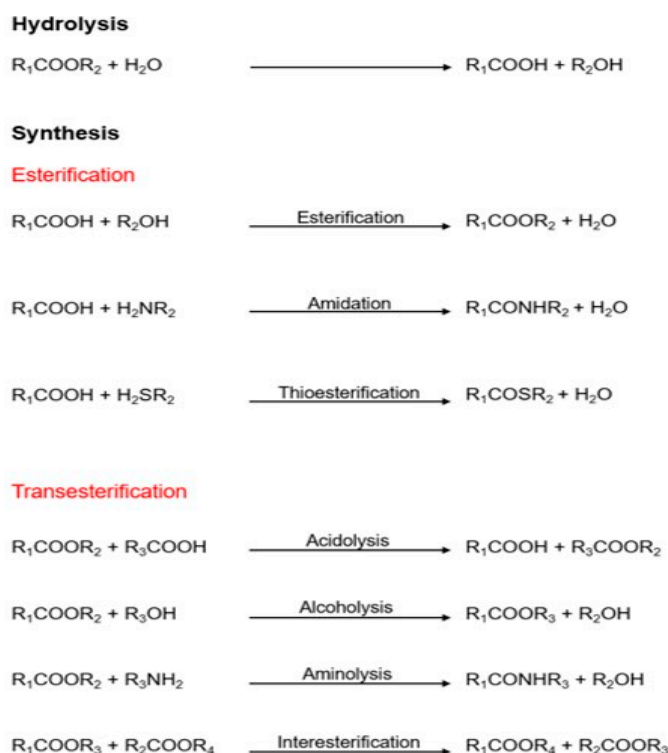 Hydrolysis
R₁COOR₂ + H₂O R₁COOH + R₂OH
Synthesis
Esterification
R₁COOH + R₂OH Esterification R₁COOR₂ + H₂O
R₁COOH + H₂NR₂ Amidation R₁CONHR₂ + H₂O
R₁COOH + H₂SR₂ Thioesterification R₁COSR₂ + H₂O
Transesterification
R₁COOR₂ + R₃COOH Acidolysis R₁COOH + R₃COOR₂
R₁COOR₂ + R₃OH Alcoholysis R₁COOR₃ + R₂OH
R₁COOR₂ + R₃NH₂ Aminolysis R₁CONHR₃ + R₂OH
R₁COOR₃ + R₂COOR₄ Interesterification R₁COOR₄ + R₂COOR₃